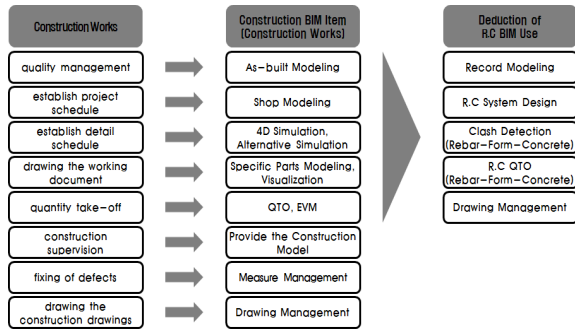 Construction Works
quality management
establish project
schedule
establish detail
schedule
drawing the working
document
quantity take-off
construction
supervision
fixing of defects
drawing the
construction drawings
Construction BIM Item
(Construction Works)
As-built Modeling
Shop Modeling
4D Simulation,
Alternative Simulation
Specific Parts Modeling,
Visualization
QTO, EVM
Provide the Construction
Model
Measure Management
Drawing Management
Deduction of
R.C BIM Use
Record Modeling
R.C System Design
Clash Detection
(Rebar-Form-Concrete)
R.C QTO
(Rebar-Form-Concrete)
Drawing Management